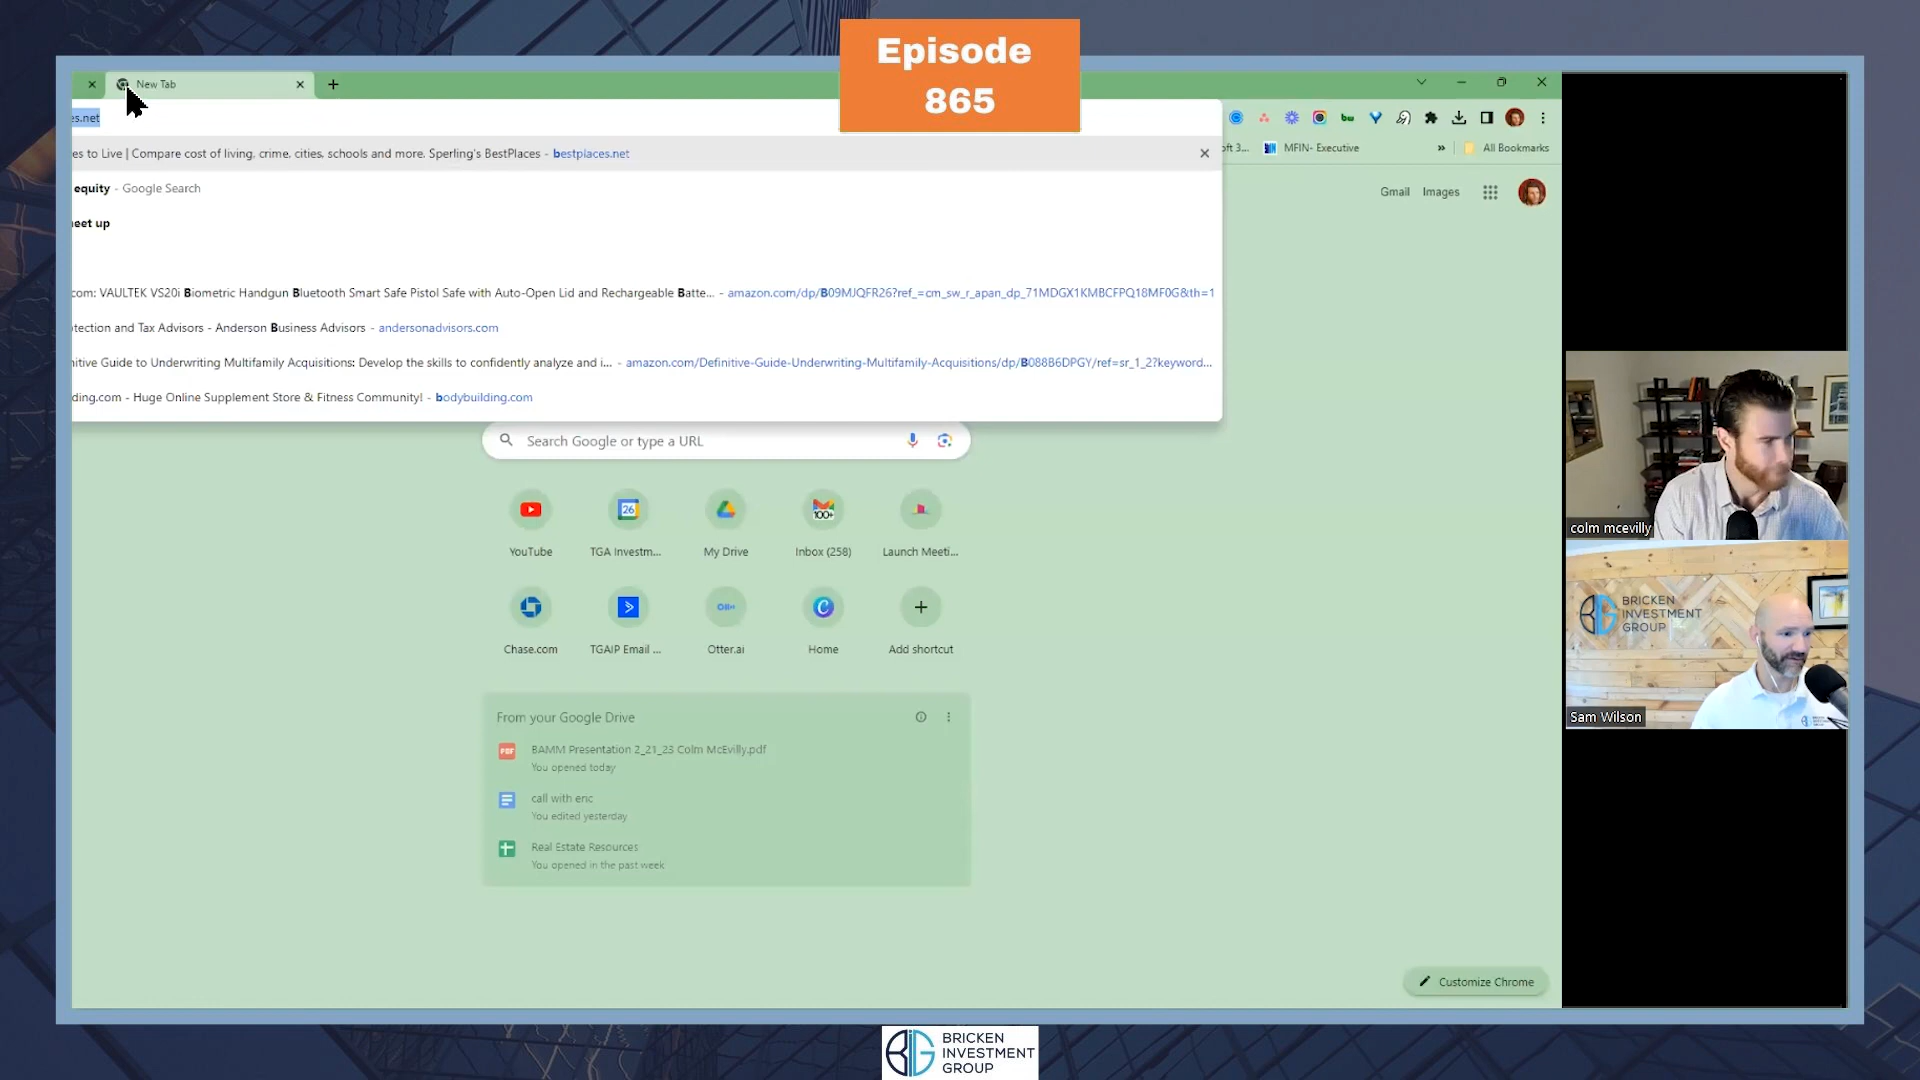 Episode
865
New Tab
es.net
es to Live | Compare cost of living, crime, cities, schools and more. Sperling's BestPlaces - bestplaces.net
equity - Google Search
eet up
com: VAULTEK VS20i Biometric Handgun Bluetooth Smart Safe Pistol Safe with Auto-Open Lid and Rechargeable Batte... - amazon.com/dp/B09MJQFR26?ref_=cm_sw_r_apan_dp_71MDGX1KMBCFPQ18MF0G&th=1
tection and Tax Advisors - Anderson Business Advisors - andersonadvisors.com
nitive Guide to Underwriting Multifamily Acquisitions: Develop the skills to confidently analyze and i... - amazon.com/Definitive-Guide-Underwriting-Multifamily-Acquisitions/dp/B088B6DPGY/ref=sr_1_2?keyword...
ding.com - Huge Online Supplement Store & Fitness Community! - bodybuilding.com
oft 3...
MFIN- Executive
» All Bookmarks
Gmail Images
Search Google or type a URL
26
100+
YouTube
TGA Investm...
My Drive
Inbox (258)
Launch Meeti...
Chase.com
TGAIP Email ...
Otter.ai
Home
Add shortcut
From your Google Drive
PDF
BAMM Presentation 2_21_23 Colm McEvilly.pdf
You opened today
call with eric
You edited yesterday
Real Estate Resources
You opened in the past week
Customize Chrome
colm mcevilly
BRICKEN
INVESTMENT
GROUP
Sam Wilson
BRICKEN
INVESTMENT
GROUP